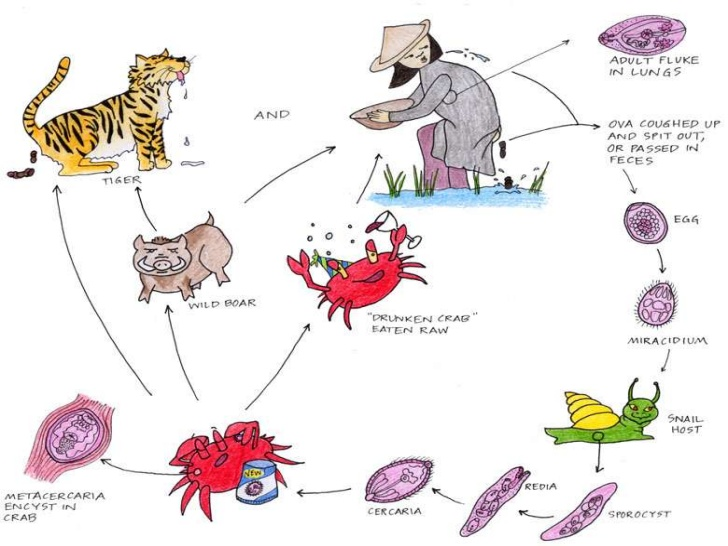 ADULT FLUKE
IN LUNGS
AND
OVA COUGHED UP
AND SPIT OUT,
OR PASSED IN
FECES
TIGER
EGG
WILD BOAR
"DRUNKEN CRAB"
EATEN RAW
MIRACIDIUM
SNAIL
HOST
NEW
METACERCARIA
ENCYST IN
CRAB
CERCARIA
REDIA
SPOROCYST